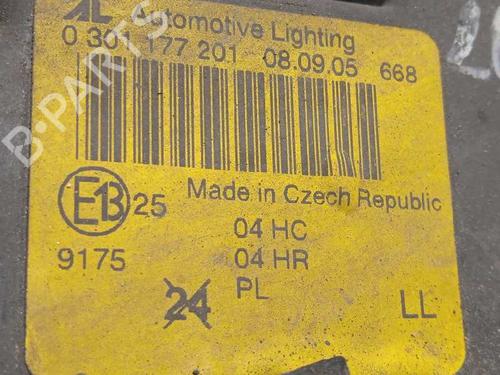 AL Automotive Lighting
0 301 177 201 08.09.05 668
E13 25 Made in Czech Republic
04 HC
9175 04 HR
24 PL LL
B-PARTS